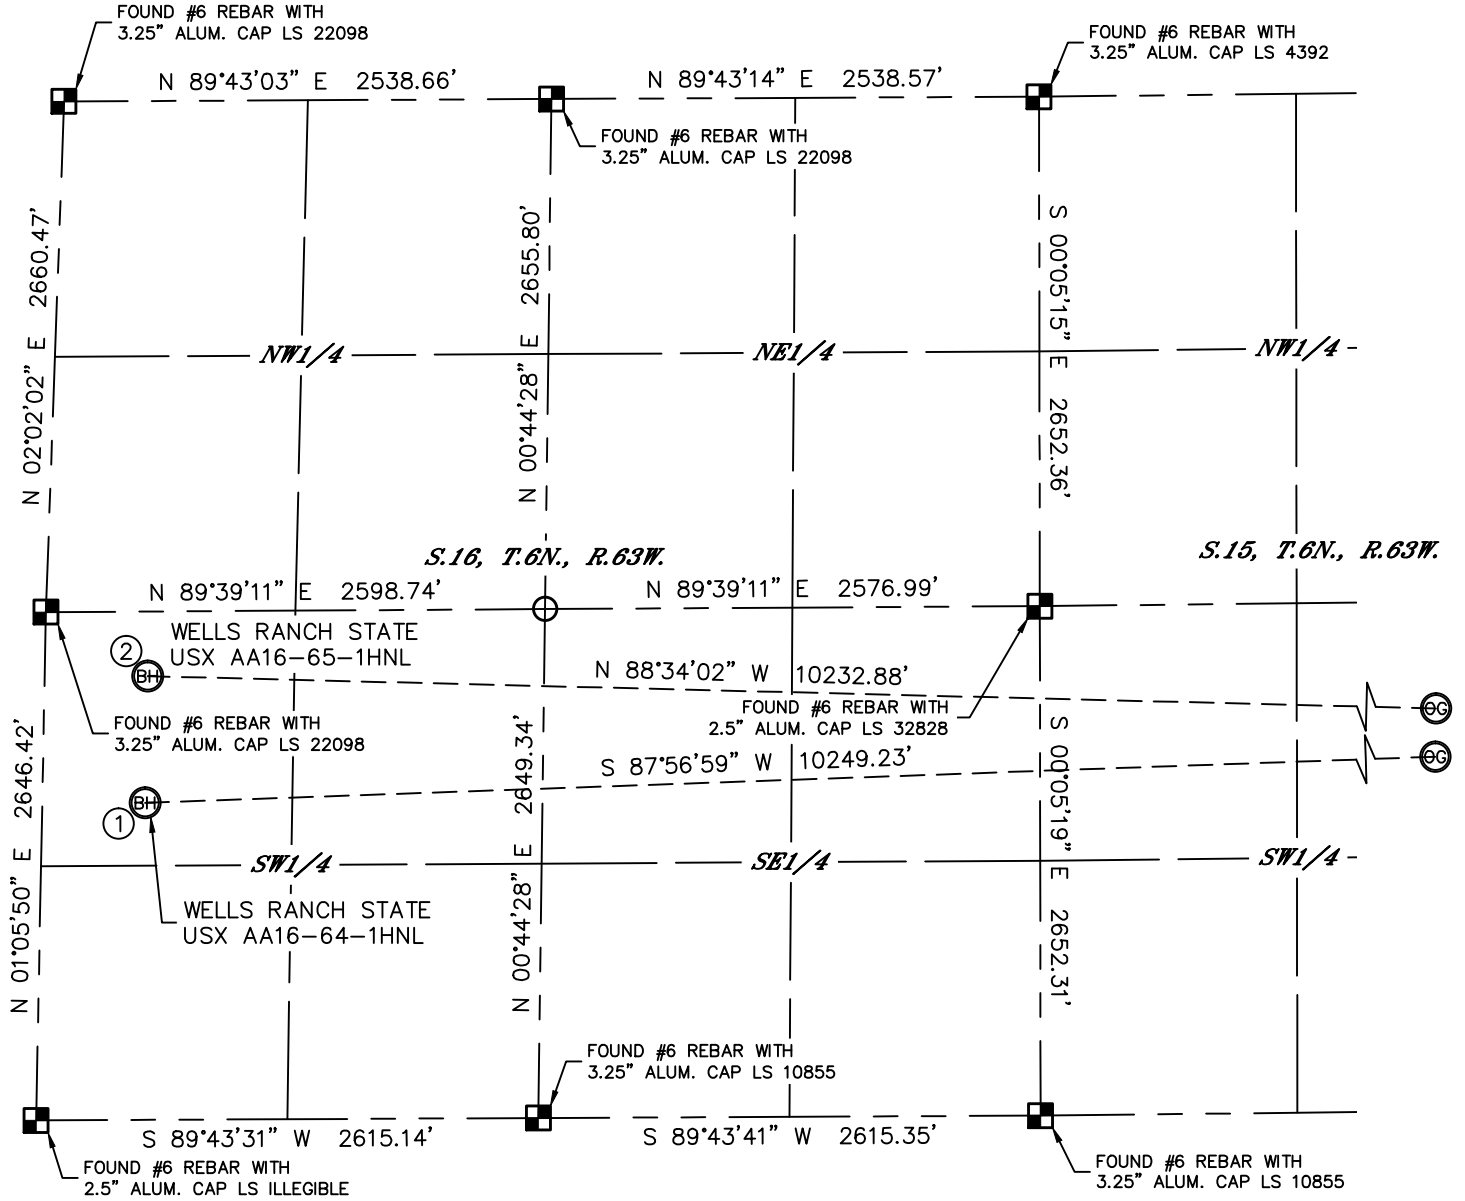 FOUND #6 REBAR WITH
3.25" ALUM. CAP LS 22098
FOUND #6 REBAR WITH
3.25" ALUM. CAP LS 4392
N 89°43'03" E 2538.66'
N 89°43'14" E 2538.57'
FOUND #6 REBAR WITH
3.25" ALUM. CAP LS 22098
N 02°02'02" E 2660.47'
N 00°44'28" E 2655.80'
S 00°05'15" E 2652.36'
NW1/4
NE1/4
NW1/4
S.16, T.6N., R.63W.
S.15, T.6N., R.63W.
N 89°39'11" E 2598.74'
N 89°39'11" E 2576.99'
WELLS RANCH STATE
USX AA16-65-1HNL
2
BH
N 88°34'02" W 10232.88'
OG
FOUND #6 REBAR WITH
2.5" ALUM. CAP LS 32828
FOUND #6 REBAR WITH
3.25" ALUM. CAP LS 22098
S 87°56'59" W 10249.23'
OG
BH
1
N 01°05'50" E 2646.42'
N 00°44'28" E 2649.34'
S 00°05'19" E 2652.31'
SW1/4
SE1/4
SW1/4
WELLS RANCH STATE
USX AA16-64-1HNL
FOUND #6 REBAR WITH
3.25" ALUM. CAP LS 10855
S 89°43'31" W 2615.14'
S 89°43'41" W 2615.35'
FOUND #6 REBAR WITH
2.5" ALUM. CAP LS ILLEGIBLE
FOUND #6 REBAR WITH
3.25" ALUM. CAP LS 10855